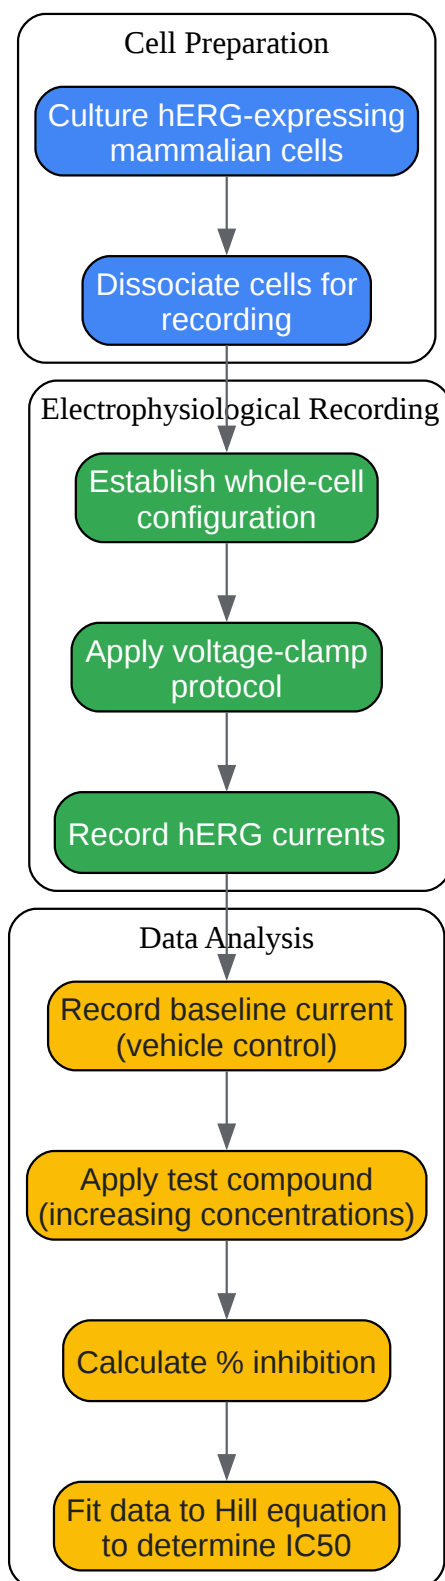 Cell Preparation
Culture hERG-expressing
mammalian cells
Dissociate cells for
recording
Electrophysiological Recording
Establish whole-cell
configuration
Apply voltage-clamp
protocol
Record hERG currents
Data Analysis
Record baseline current
(vehicle control)
Apply test compound
(increasing concentrations)
Calculate % inhibition
Fit data to Hill equation
to determine IC50